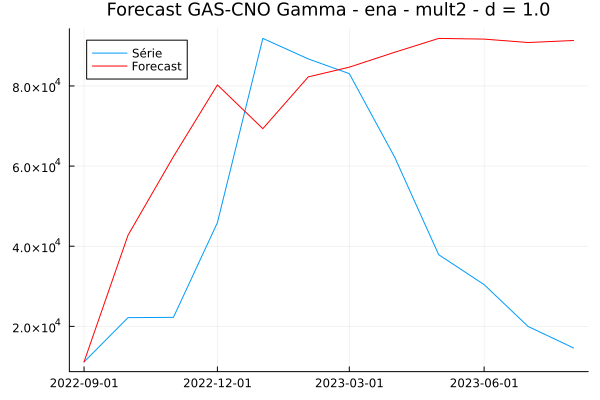 Forecast GAS-CNO Gamma - ena - mult2 - d = 1.0
Série
Forecast
8.0×10⁴
6.0×10⁴
4.0×10⁴
2.0×10⁴
2022-09-01 2022-12-01 2023-03-01 2023-06-01